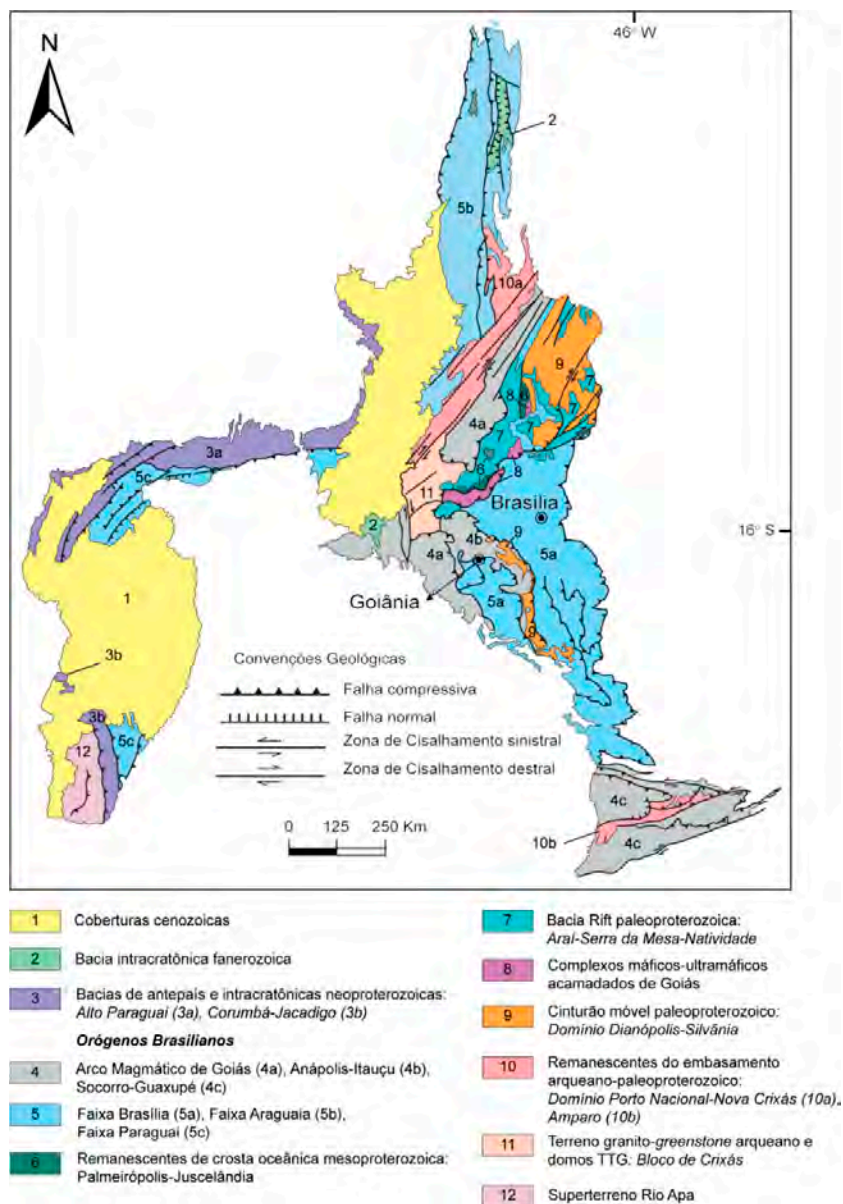 46° W
N
2
5b
10a
9
7
8
6
7
7
4a
7
3a
5c
6
8
11
Brasília
2
16° S
9
4a
4b
5a
1
Goiânia
5a
3b
9
Convenções Geológicas
Falha compressiva
3b
Falha normal
12
5c
Zona de Cisalhamento sinistral
Zona de Cisalhamento destral
4c
0 125 250 Km
10b
4c
1 Coberturas cenozoicas
2 Bacia intracratônica fanerozoica
3 Bacias de antepaís e intracratônicas neoproterozoicas:
Alto Paraguai (3a), Corumbá-Jacadigo (3b)
Orógenos Brasilianos
4 Arco Magmático de Goiás (4a), Anápolis-Itauçu (4b),
Socorro-Guaxupé (4c)
5 Faixa Brasília (5a), Faixa Araguaia (5b),
Faixa Paraguai (5c)
6 Remanescentes de crosta oceânica mesoproterozoica:
Palmeirópolis-Juscelândia
7 Bacia Rift paleoproterozoica:
Araí-Serra da Mesa-Natividade
8 Complexos máficos-ultramáficos
acamadados de Goiás
9 Cinturão móvel paleoproterozoico:
Domínio Dianópolis-Silvânia
10 Remanescentes do embasamento
arqueano-paleoproterozoico:
Domínio Porto Nacional-Nova Crixás (10a),
Amparo (10b)
11 Terreno granito-greenstone arqueano e
domos TTG: Bloco de Crixás
12 Superterreno Rio Apa